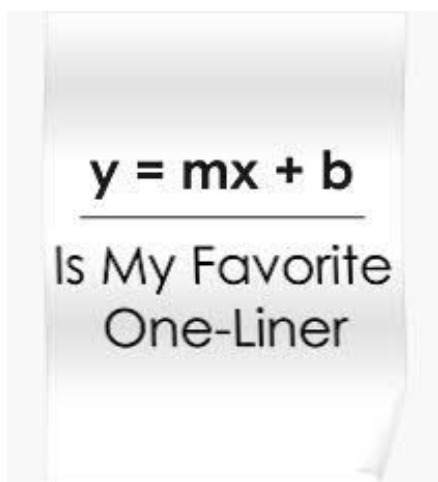 y = mx + b
Is My Favorite
One-Liner